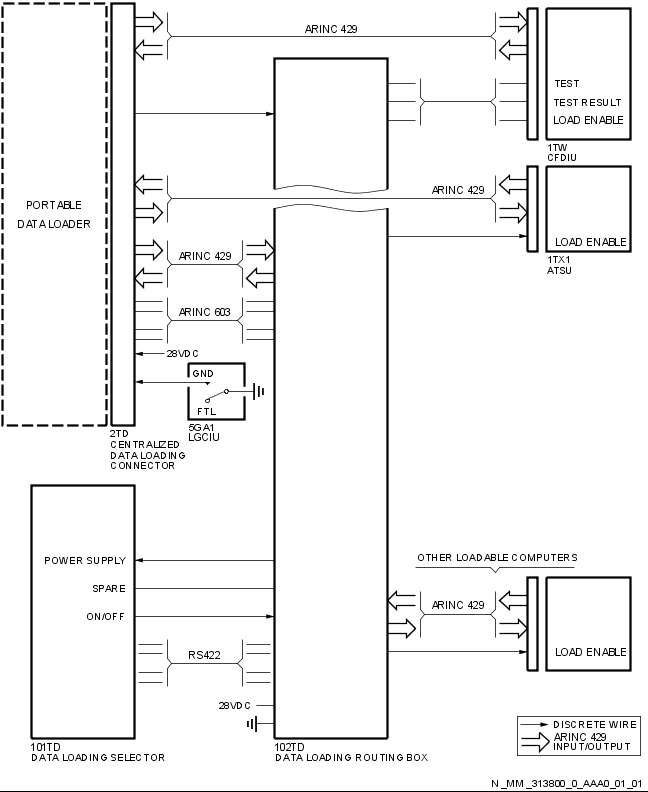 ARINC 429
TEST
TEST RESULT
LOAD ENABLE
1TW
CFDIU
PORTABLE
DATA LOADER
ARINC 429
LOAD ENABLE
1TX1
ATSU
ARINC 429
ARINC 603
28VDC
GND
FTL
5GA1
LGCIU
2TD
CENTRALIZED
DATA LOADING
CONNECTOR
POWER SUPPLY
SPARE
ON/OFF
RS422
28VDC
101TD
DATA LOADING SELECTOR
102TD
DATA LOADING ROUTING BOX
OTHER LOADABLE COMPUTERS
ARINC 429
LOAD ENABLE
DISCRETE WIRE
ARINC 429
INPUT/OUTPUT
N_MM_313800_0_AAA0_01_01